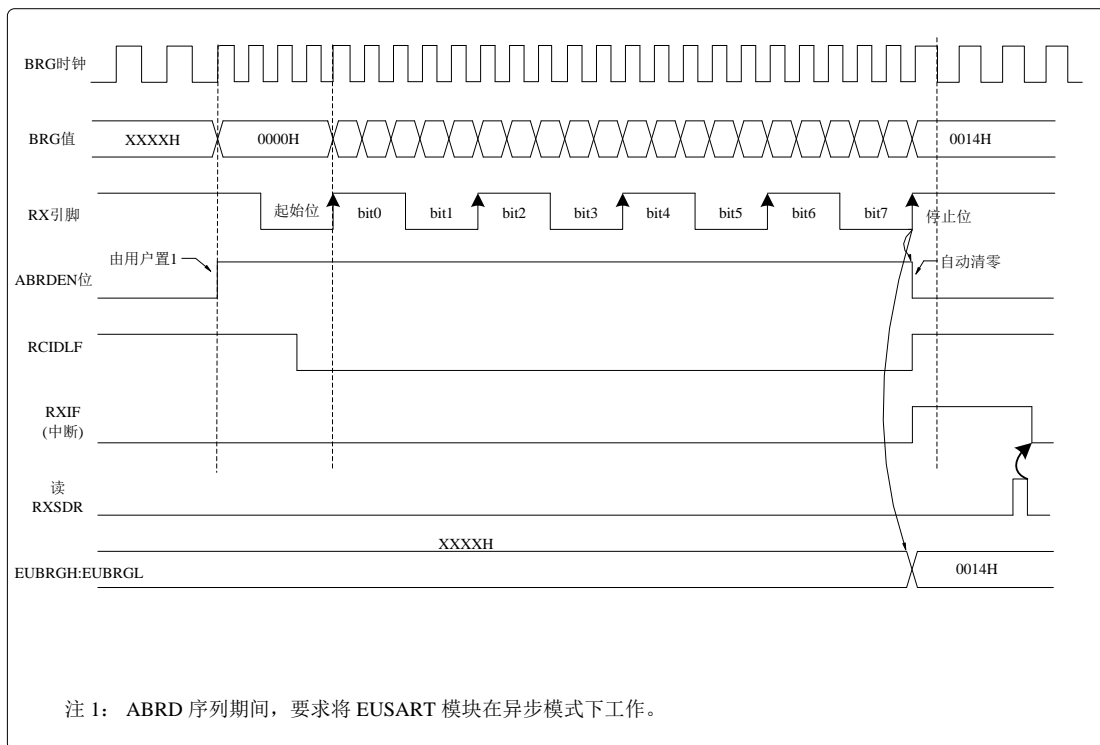 BRG时钟
BRG值
XXXXH
0000H
0014H
RX引脚
起始位
bit0
bit1
bit2
bit3
bit4
bit5
bit6
bit7
停止位
由用户置1
ABRDEN位
自动清零
RCIDLF
RXIF
(中断)
读
RXSDR
XXXXH
EUBRGH:EUBRGL
0014H
注 1： ABRD 序列期间，要求将 EUSART 模块在异步模式下工作。